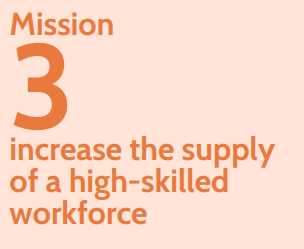 Mission
3
increase the supply
of a high-skilled
workforce